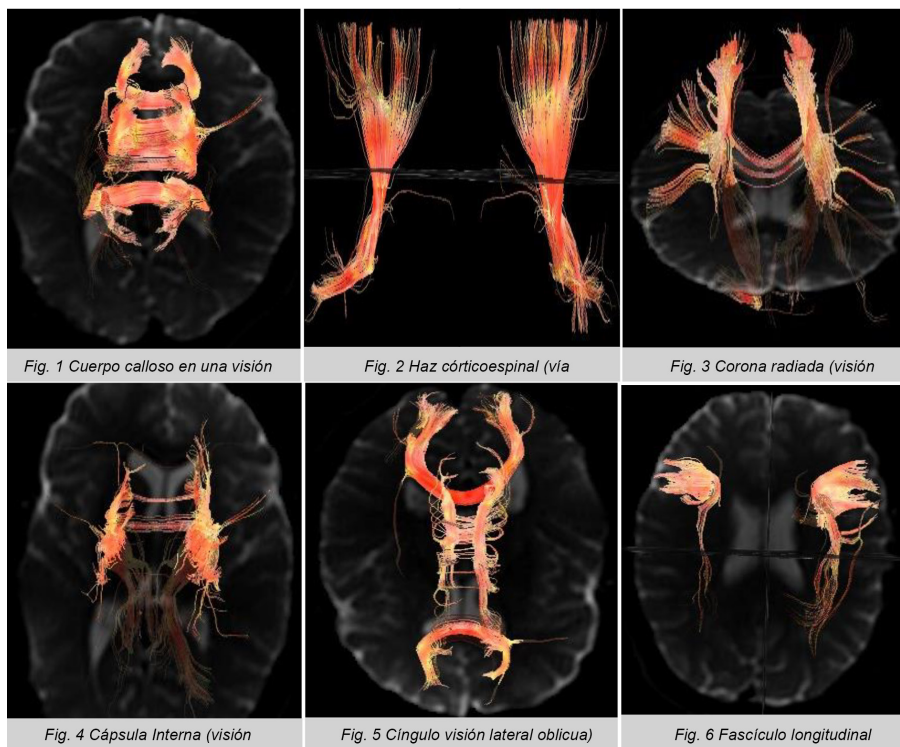 Fig. 1 Cuerpo calloso en una visión
Fig. 2 Haz córticoespinal (vía
Fig. 3 Corona radiada (visión
Fig. 4 Cápsula Interna (visión
Fig. 5 Cíngulo visión lateral oblicua)
Fig. 6 Fascículo longitudinal